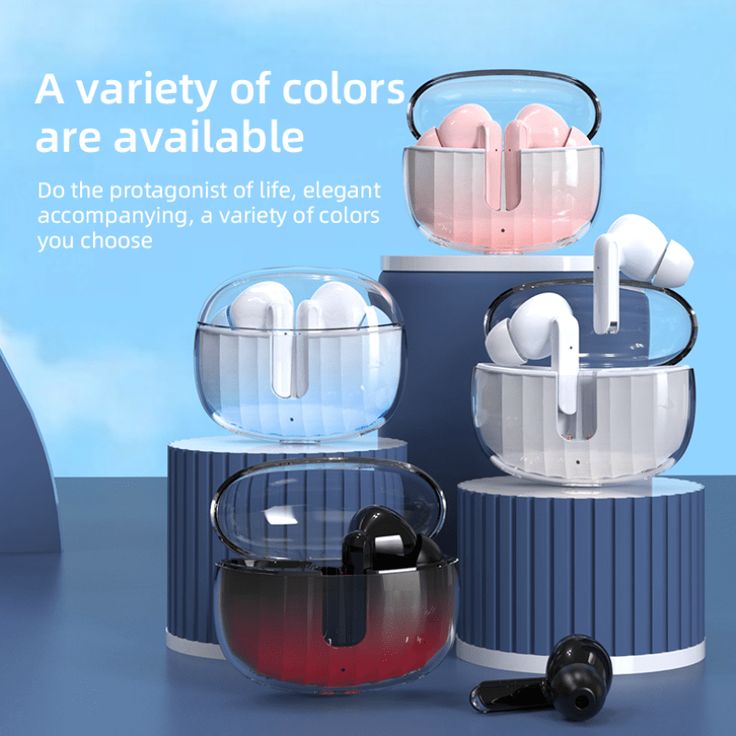 A variety of colors
are available
Do the protagonist of life, elegant
accompanying, a variety of colors
you choose